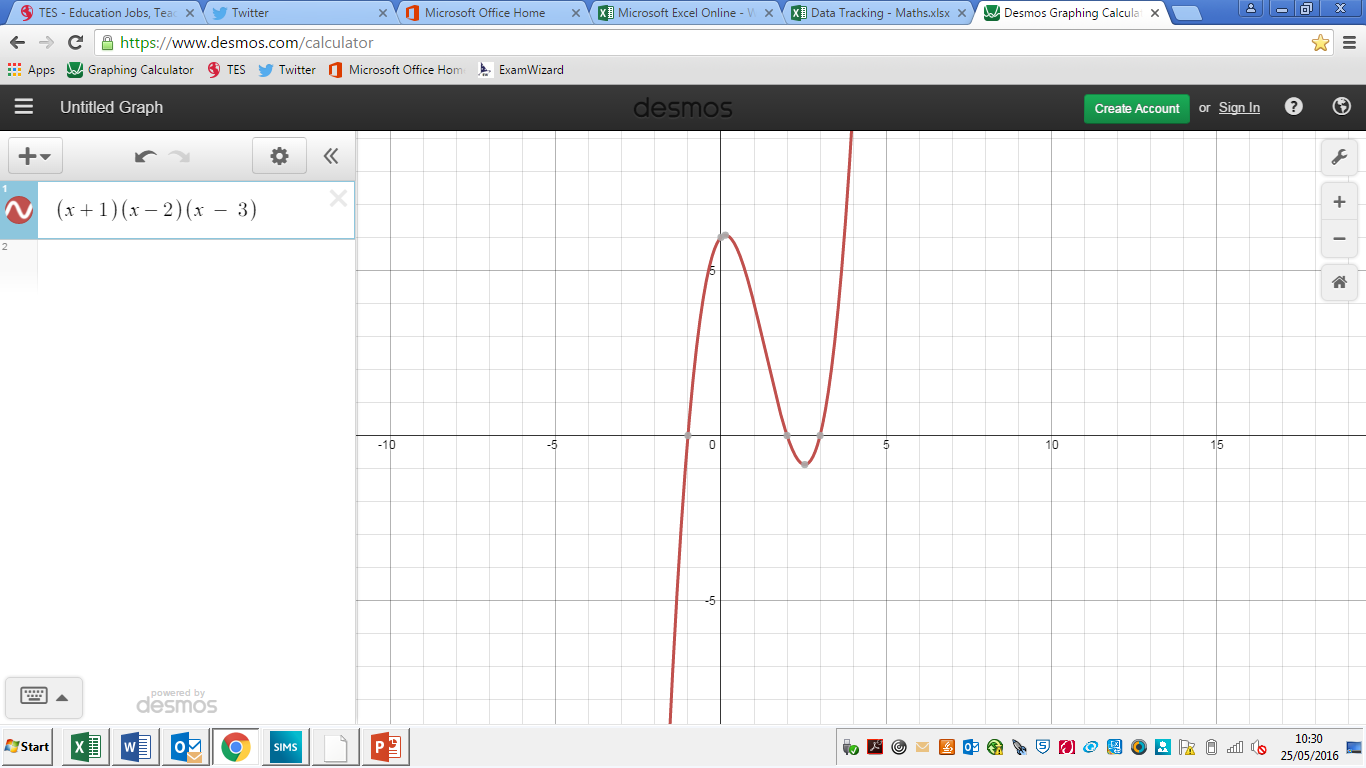 TES - Education Jobs, Tea
Twitter
Microsoft Office Home
Microsoft Excel Online -
Data Tracking - Maths.xlsx
Desmos Graphing Calcula
https://www.desmos.com/calculator
Apps
Graphing Calculator
TES
Twitter
Microsoft Office Hom
ExamWizard
Untitled Graph
desmos
Create Account
or
Sign In
?
1
(x + 1)(x − 2)(x − 3)
2
5
-10
-5
0
5
10
15
-5
powered by
desmos
Start
SIMS
10:30
25/05/2016